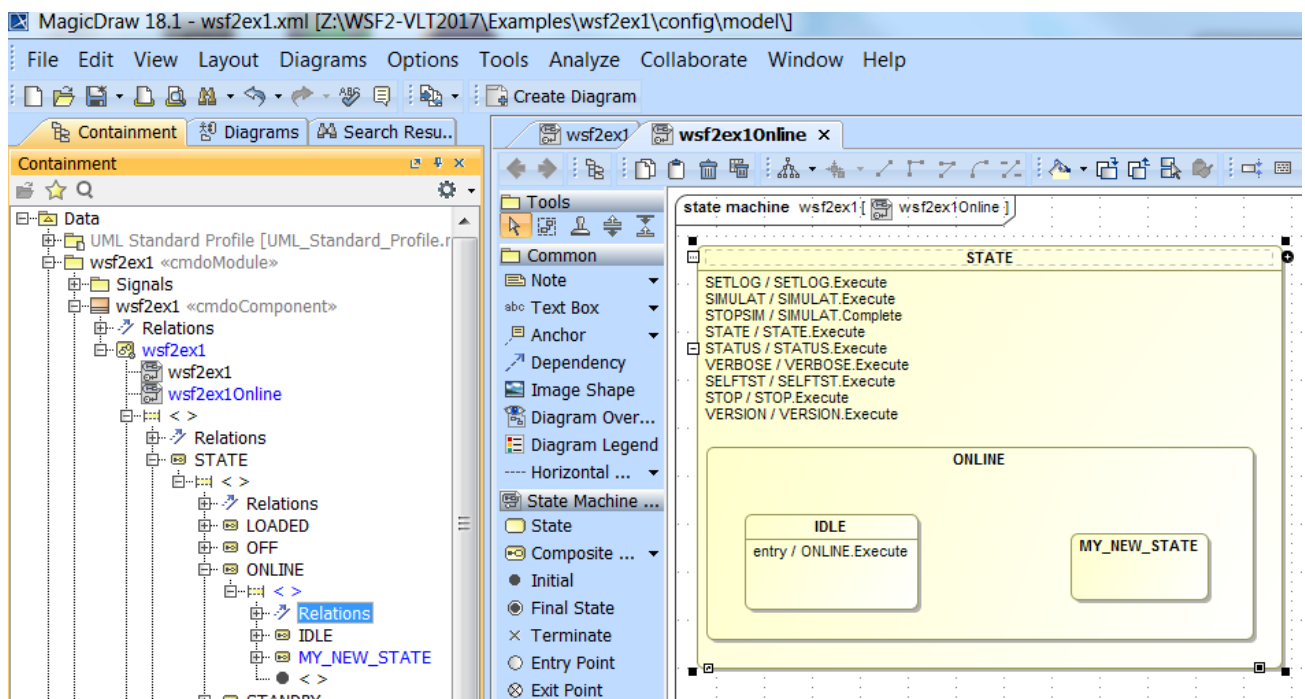 MagicDraw 18.1 - wsf2ex1.xml [Z:\WSF2-VLT2017\Examples\wsf2ex1\config\model\]
File Edit View Layout Diagrams Options Tools Analyze Collaborate Window Help
Create Diagram
Containment Diagrams Search Resu..
wsf2ex1 wsf2ex1Online ×
Containment
Data
UML Standard Profile [UML_Standard_Profile.r
wsf2ex1 «cmdoModule»
Signals
wsf2ex1 «cmdoComponent»
Relations
wsf2ex1
wsf2ex1
wsf2ex1Online
< >
Relations
STATE
< >
Relations
LOADED
OFF
ONLINE
< >
Relations
IDLE
MY_NEW_STATE
< >
STANDBY
Tools
Common
Note
abc Text Box
Anchor
Dependency
Image Shape
Diagram Over...
Diagram Legend
Horizontal ...
State Machine ...
State
Composite ...
Initial
Final State
Terminate
Entry Point
Exit Point
state machine wsf2ex1 [ wsf2ex1Online ]
STATE
SETLOG / SETLOG.Execute
SIMULAT / SIMULAT.Execute
STOPSIM / SIMULAT.Complete
STATE / STATE.Execute
STATUS / STATUS.Execute
VERBOSE / VERBOSE.Execute
SELFTST / SELFTST.Execute
STOP / STOP.Execute
VERSION / VERSION.Execute
ONLINE
IDLE
entry / ONLINE.Execute
MY_NEW_STATE